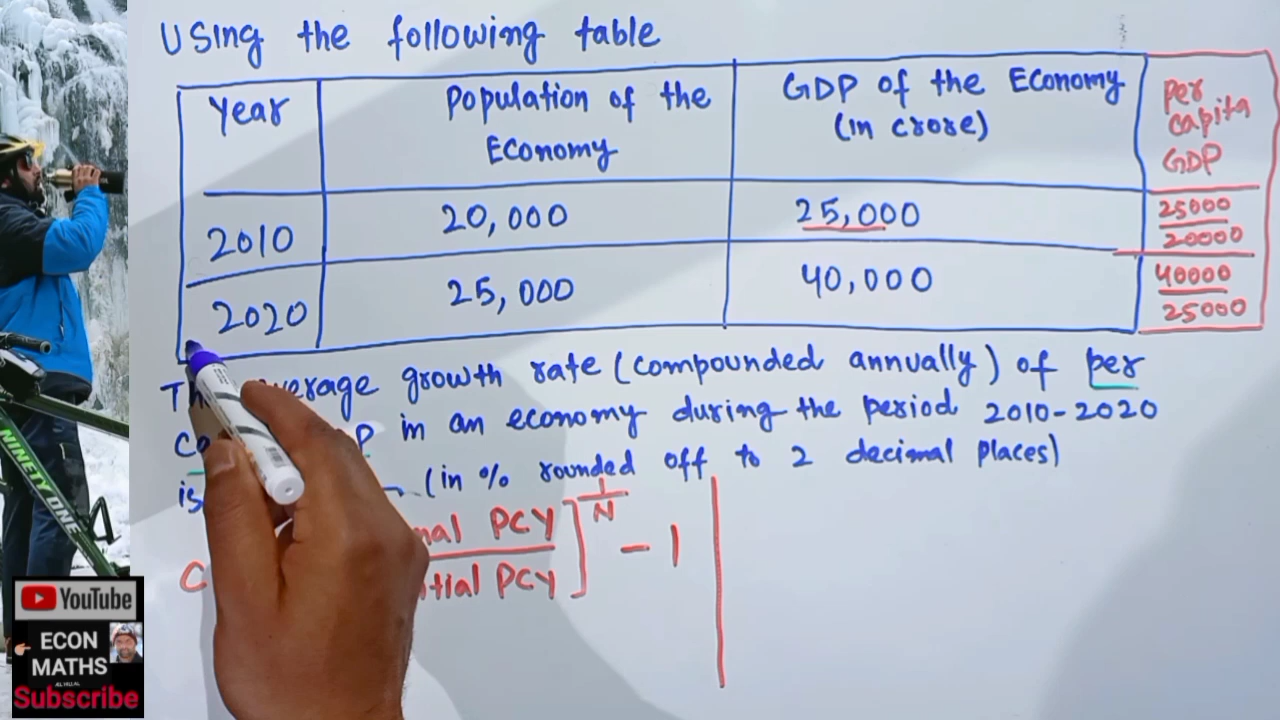 Using the following table
Year
Population of the
Economy
GDP of the Economy
(in crore)
Per
capita
GDP
2010
20,000
25,000
25000
20000
2020
25,000
40,000
40000
25000
average growth rate (compounded annually) of per
P in an economy during the period 2010-2020
is (in % rounded off to 2 decimal places)
PCY
PCY
1
N
- 1
NINETY ONE
YouTube
ECON
MATHS
Subscribe